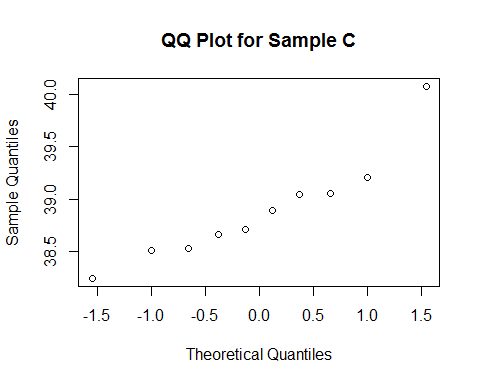 QQ Plot for Sample C
Sample Quantiles
40.0
39.5
39.0
38.5
-1.5 -1.0 -0.5 0.0 0.5 1.0 1.5
Theoretical Quantiles